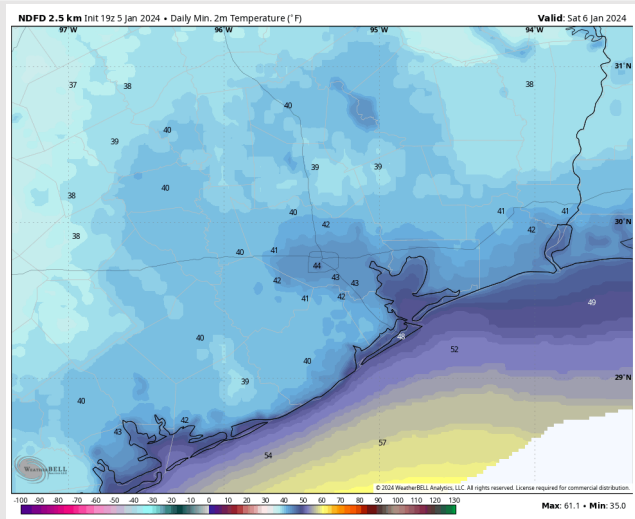 NDFD 2.5 km Init 19z 5 Jan 2024 • Daily Min. 2m Temperature (°F) Valid: Sat 6 Jan 2024
97°W 96°W 95°W 94°W
31°N
37 38 38
40
40
39
39 39
38 40
40 41 41
30°N
42 42
38
40 41
44
42 43 43
41 42
49
40 48
52
40
29°N
39
40
42
43
57
54
WeatherBELL
© 2024 WeatherBELL Analytics, LLC. All rights reserved. License required for commercial distribution.
-100 -90 -80 -70 -60 -50 -40 -30 -20 -10 0 10 20 30 40 50 60 70 80 90 100 110 120 130
Max: 61.1 • Min: 35.0